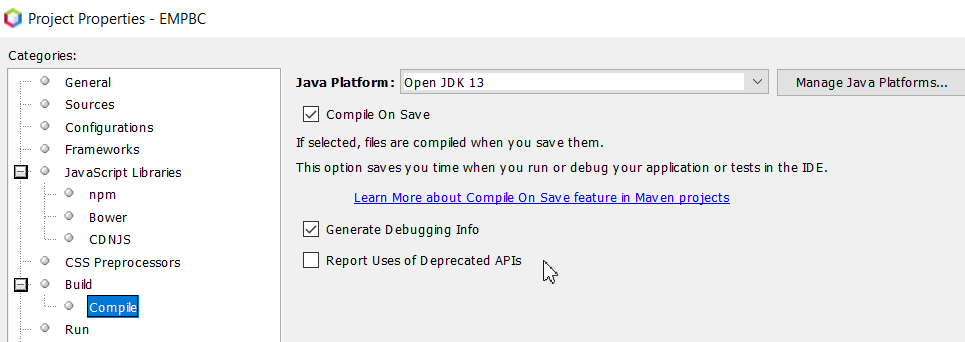 Project Properties - EMPBC
Categories:
General
Sources
Configurations
Frameworks
JavaScript Libraries
npm
Bower
CDNJS
CSS Preprocessors
Build
Compile
Run
Java Platform: Open JDK 13 Manage Java Platforms...
Compile On Save
If selected, files are compiled when you save them.
This option saves you time when you run or debug your application or tests in the IDE.
Learn More about Compile On Save feature in Maven projects
Generate Debugging Info
Report Uses of Deprecated APIs